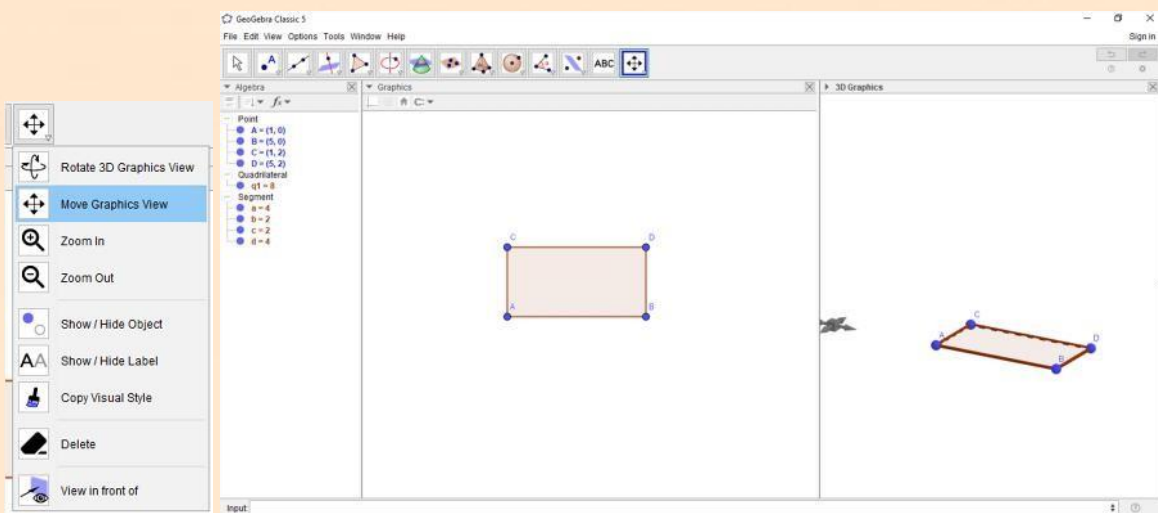 Rotate 3D Graphics View
Move Graphics View
Zoom In
Zoom Out
Show / Hide Object
AA Show / Hide Label
Copy Visual Style
Delete
View in front of
GeoGebra Classic 5
File Edit View Options Tools Window Help
Sign in
ABC
Algebra
Graphics
3D Graphics
fx
Point
A = (1, 0)
B = (5, 0)
C = (1, 2)
D = (5, 2)
Quadrilateral
q1 = 8
Segment
a = 4
b = 2
c = 2
d = 4
C D
A B
C
A D
B
Input: